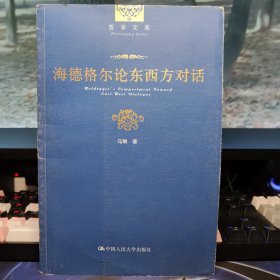 哲学文库
Philosophia Series
海德格尔论东西方对话
Heidegger's Comportment Toward
East-West Dialogue
马琳 著
中国人民大学出版社